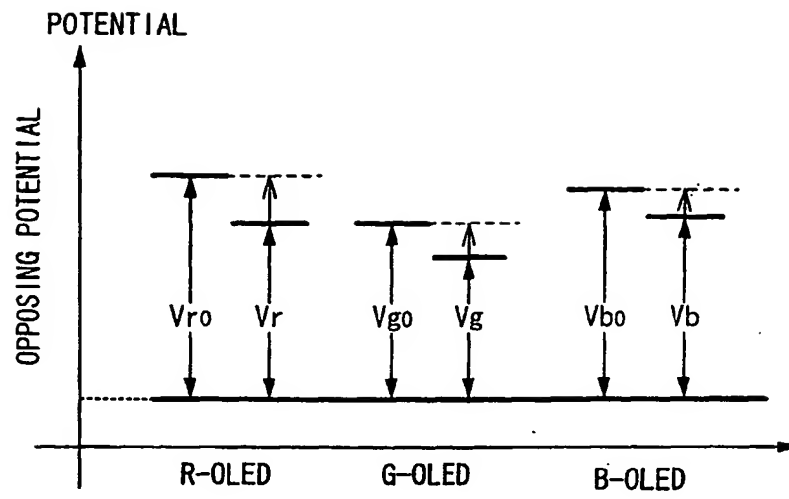 POTENTIAL
OPPOSING POTENTIAL
Vro Vr Vgo Vg Vbo Vb
R-OLED G-OLED B-OLED